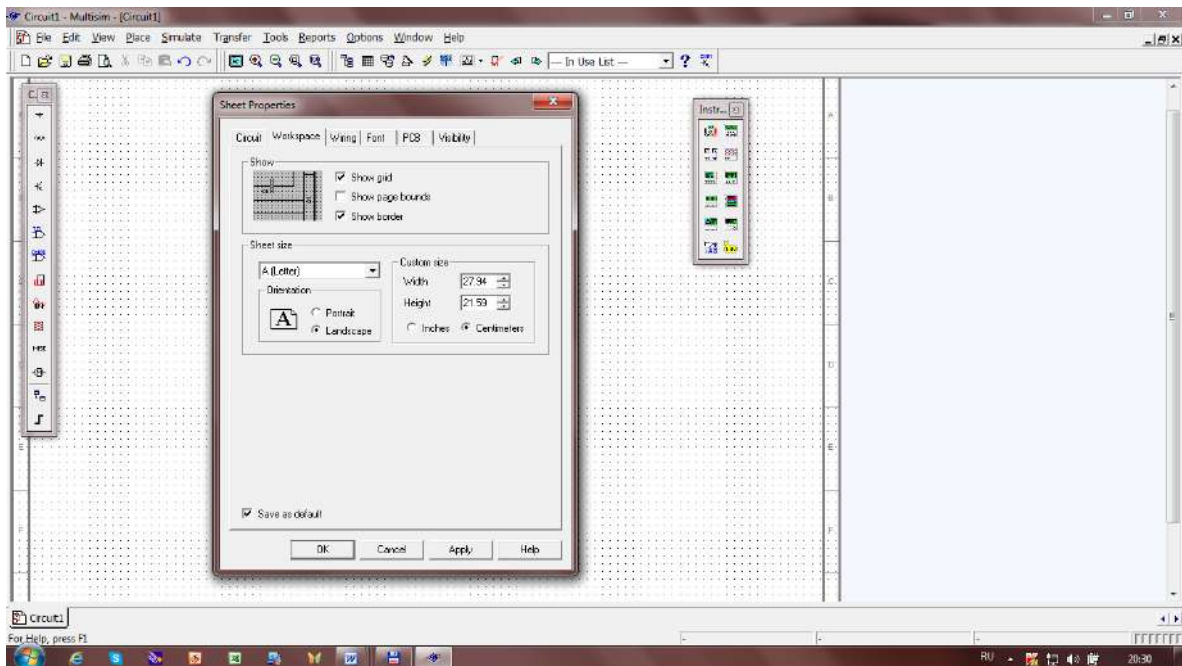 Circuit1 - Multisim - [Circuit1]
File Edit View Place Simulate Transfer Tools Reports Options Window Help
--- In Use List ---
Sheet Properties
Instr...
Circuit Workspace Wiring Font PCB Visibility
Show
Show grid
Show page bounds
Show border
Sheet size
A (Letter)
Orientation
A
Portrait
Landscape
Custom size
Width 27.94
Height 21.59
Inches Centimeters
Save as default
OK Cancel Apply Help
A
B
C
D
E
E
F
F
Circuit1
For Help, press F1
RU 20:30